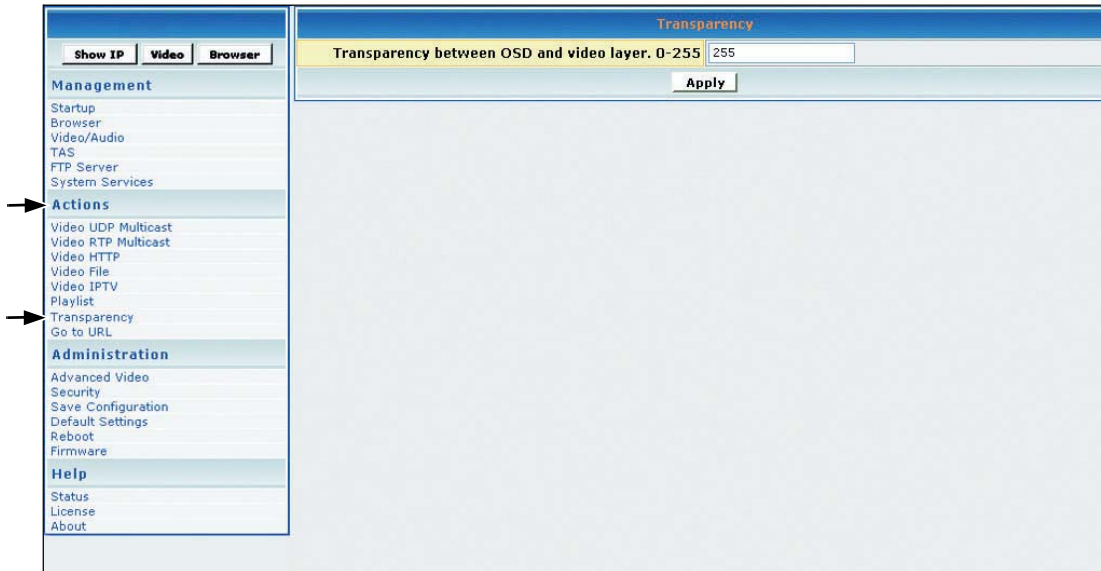 Show IP Video Browser
Management
Startup
Browser
Video/Audio
TAS
FTP Server
System Services
Actions
Video UDP Multicast
Video RTP Multicast
Video HTTP
Video File
Video IPTV
Playlist
Transparency
Go to URL
Administration
Advanced Video
Security
Save Configuration
Default Settings
Reboot
Firmware
Help
Status
License
About
Transparency
Transparency between OSD and video layer. 0-255 255
Apply